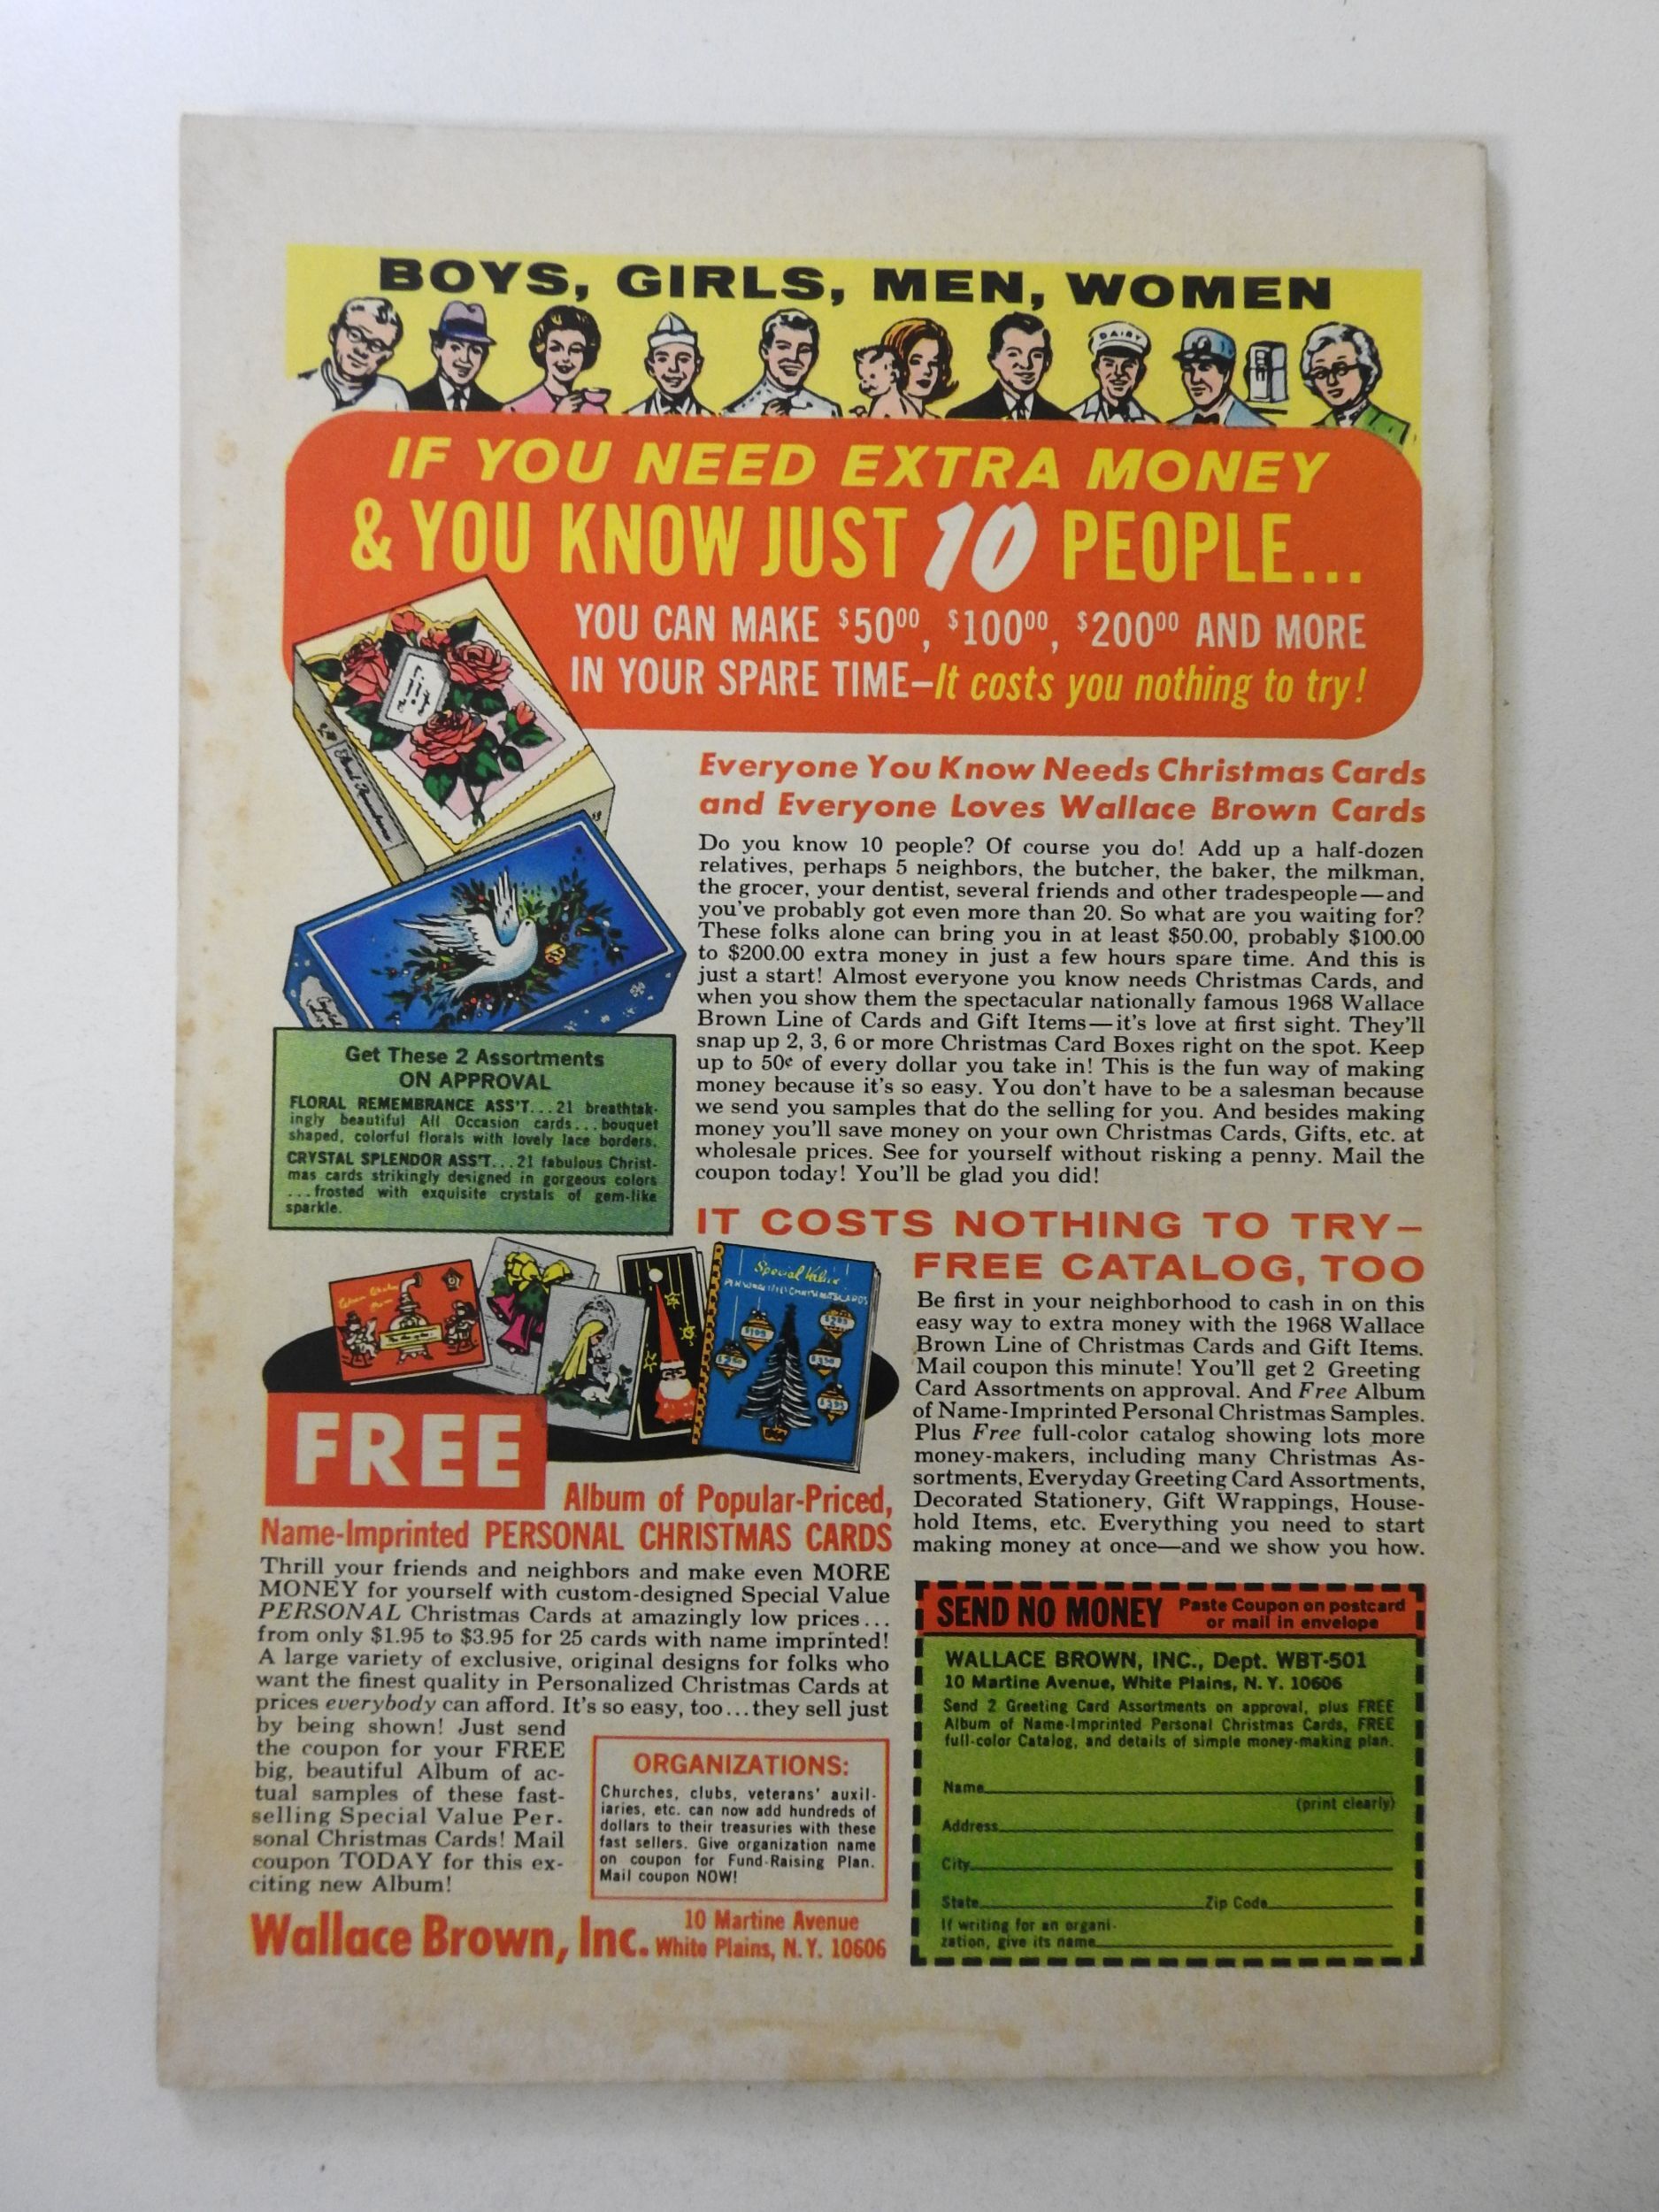 BOYS, GIRLS, MEN, WOMEN
DAIRY
IF YOU NEED EXTRA MONEY
& YOU KNOW JUST 10 PEOPLE...
YOU CAN MAKE $50⁰⁰, $100⁰⁰, $200⁰⁰ AND MORE
IN YOUR SPARE TIME—It costs you nothing to try!
Floral Remembrance
Everyone You Know Needs Christmas Cards
and Everyone Loves Wallace Brown Cards
Do you know 10 people? Of course you do! Add up a half-dozen
relatives, perhaps 5 neighbors, the butcher, the baker, the milkman,
the grocer, your dentist, several friends and other tradespeople—and
you've probably got even more than 20. So what are you waiting for?
These folks alone can bring you in at least $50.00, probably $100.00
to $200.00 extra money in just a few hours spare time. And this is
just a start! Almost everyone you know needs Christmas Cards, and
when you show them the spectacular nationally famous 1968 Wallace
Brown Line of Cards and Gift Items—it's love at first sight. They'll
snap up 2, 3, 6 or more Christmas Card Boxes right on the spot. Keep
up to 50¢ of every dollar you take in! This is the fun way of making
money because it's so easy. You don't have to be a salesman because
we send you samples that do the selling for you. And besides making
money you'll save money on your own Christmas Cards, Gifts, etc. at
wholesale prices. See for yourself without risking a penny. Mail the
coupon today! You'll be glad you did!
Get These 2 Assortments
ON APPROVAL
FLORAL REMEMBRANCE ASS'T...21 breathtak-
ingly beautiful All Occasion cards...bouquet
shaped, colorful florals with lovely lace borders.
CRYSTAL SPLENDOR ASS'T...21 fabulous Christ-
mas cards strikingly designed in gorgeous colors
...frosted with exquisite crystals of gem-like
sparkle.
IT COSTS NOTHING TO TRY—
FREE CATALOG, TOO
Be first in your neighborhood to cash in on this
easy way to extra money with the 1968 Wallace
Brown Line of Christmas Cards and Gift Items.
Mail coupon this minute! You'll get 2 Greeting
Card Assortments on approval. And Free Album
of Name-Imprinted Personal Christmas Samples.
Plus Free full-color catalog showing lots more
money-makers, including many Christmas As-
sortments, Everyday Greeting Card Assortments,
Decorated Stationery, Gift Wrappings, House-
hold Items, etc. Everything you need to start
making money at once—and we show you how.
Special Value
$1.95
$3.95
FREE
Album of Popular-Priced,
Name-Imprinted PERSONAL CHRISTMAS CARDS
Thrill your friends and neighbors and make even MORE
MONEY for yourself with custom-designed Special Value
PERSONAL Christmas Cards at amazingly low prices...
from only $1.95 to $3.95 for 25 cards with name imprinted!
A large variety of exclusive, original designs for folks who
want the finest quality in Personalized Christmas Cards at
prices everybody can afford. It's so easy, too...they sell just
by being shown! Just send
the coupon for your FREE
big, beautiful Album of ac-
tual samples of these fast-
selling Special Value Per-
sonal Christmas Cards! Mail
coupon TODAY for this ex-
citing new Album!
ORGANIZATIONS:
Churches, clubs, veterans' auxil-
iaries, etc. can now add hundreds of
dollars to their treasuries with these
fast sellers. Give organization name
on coupon for Fund-Raising Plan.
Mail coupon NOW!
Wallace Brown, Inc. 10 Martine Avenue
White Plains, N.Y. 10606
SEND NO MONEY Paste Coupon on postcard
or mail in envelope
WALLACE BROWN, INC., Dept. WBT-501
10 Martine Avenue, White Plains, N. Y. 10606
Send 2 Greeting Card Assortments on approval, plus FREE
Album of Name-Imprinted Personal Christmas Cards, FREE
full-color Catalog, and details of simple money-making plan.
Name
(print clearly)
Address
City
State Zip Code
If writing for an organi-
zation, give its name